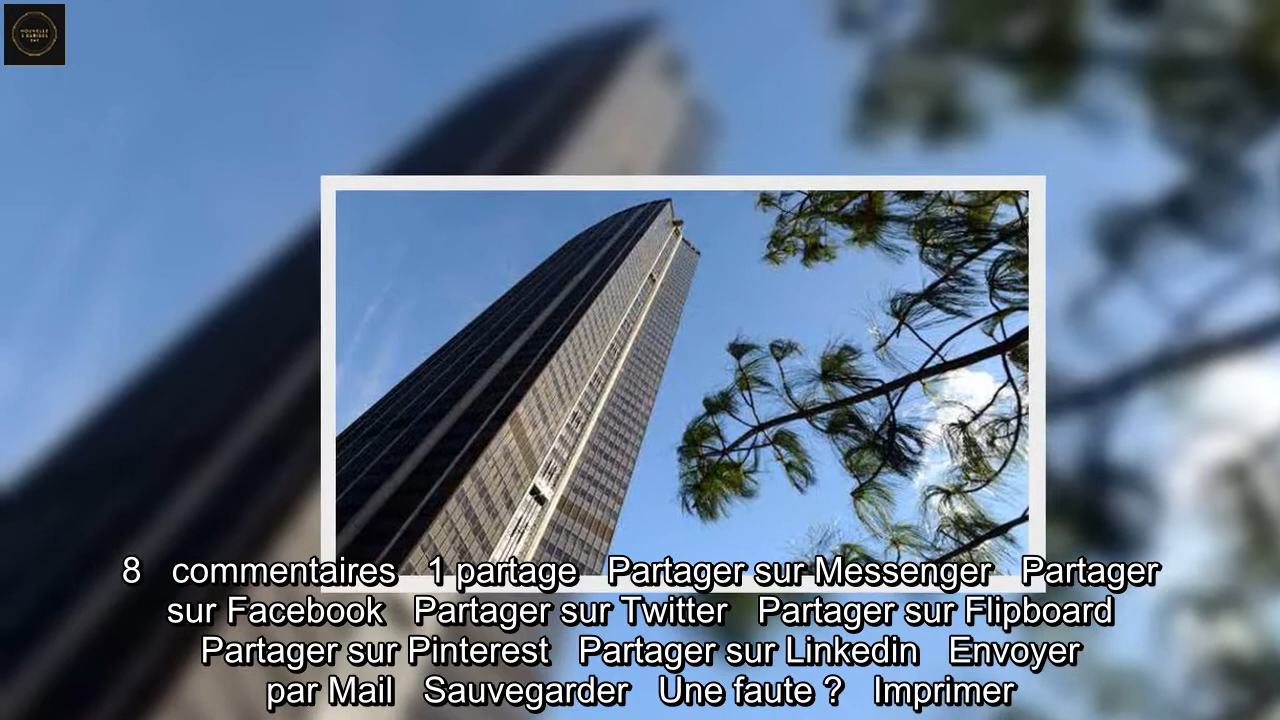 8 commentaires 1 partage Partager sur Messenger Partager
sur Facebook Partager sur Twitter Partager sur Flipboard
Partager sur Pinterest Partager sur Linkedin Envoyer
par Mail Sauvegarder Une faute ? Imprimer